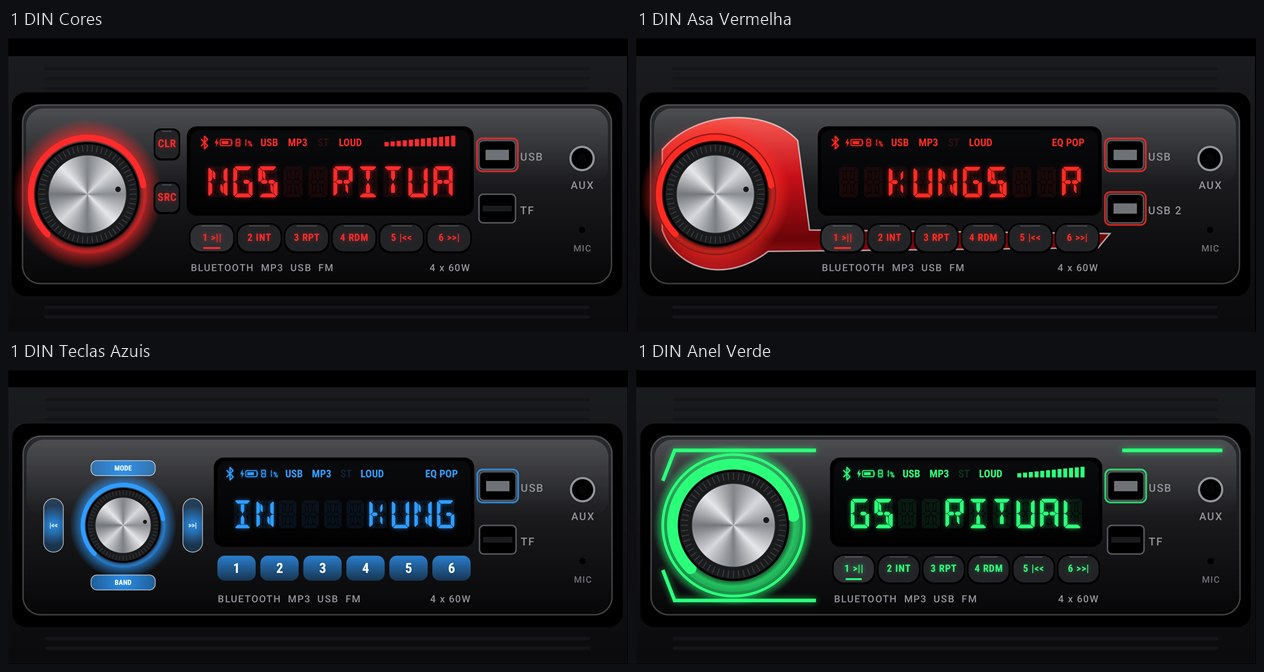 1 DIN Cores
CLR
SRC
USB MP3 ST LOUD
NGS RITUA
1 >|| 2 INT 3 RPT 4 RDM 5 |<< 6 >>|
BLUETOOTH MP3 USB FM 4 x 60W
USB
TF
AUX
MIC
1 DIN Asa Vermelha
USB MP3 ST LOUD EQ POP
KUNGS R
1 >|| 2 INT 3 RPT 4 RDM 5 |<< 6 >>|
BLUETOOTH MP3 USB FM 4 x 60W
USB
USB 2
AUX
MIC
1 DIN Teclas Azuis
MODE
|<<
>>|
BAND
USB MP3 ST LOUD EQ POP
IN KUNG
1 2 3 4 5 6
BLUETOOTH MP3 USB FM 4 x 60W
USB
TF
AUX
MIC
1 DIN Anel Verde
USB MP3 ST LOUD
GS RITUAL
1 >|| 2 INT 3 RPT 4 RDM 5 |<< 6 >>|
BLUETOOTH MP3 USB FM 4 x 60W
USB
TF
AUX
MIC